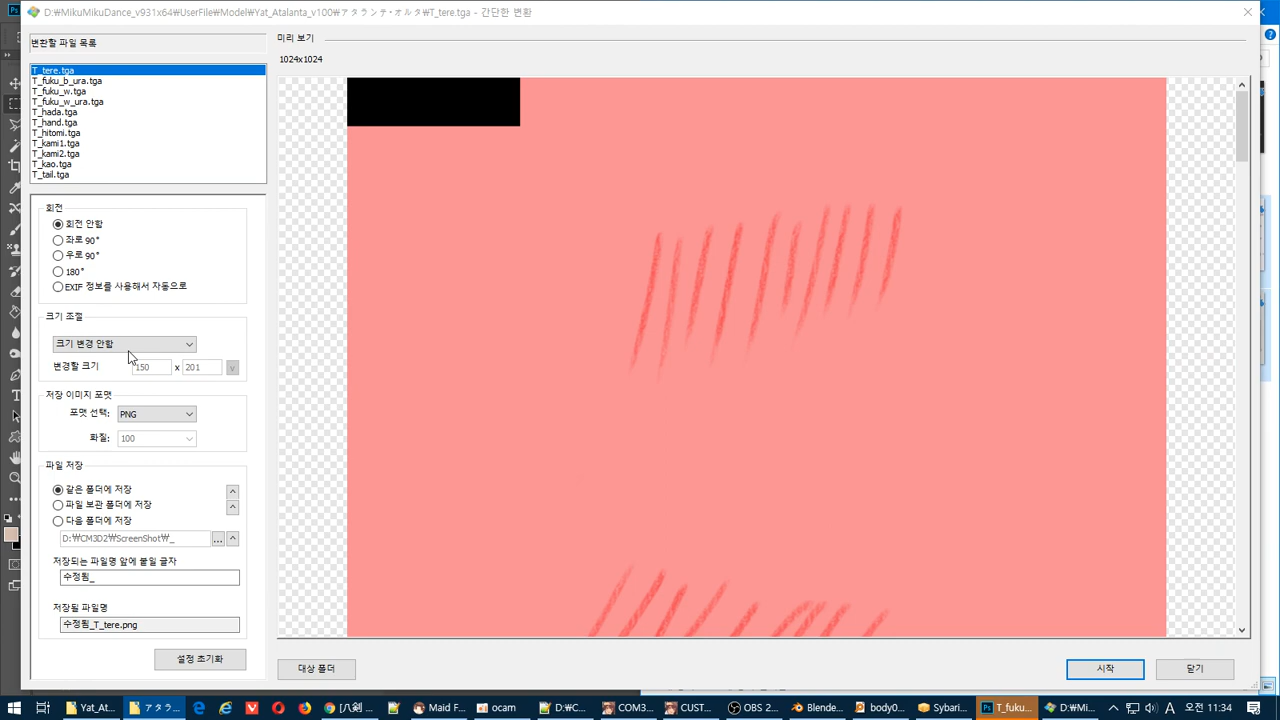 D:₩MikuMikuDance_v931x64₩UserFile₩Model₩Yat_Atalanta_v100₩アタランテ・オルタ₩T_tere.tga - 간단한 변환
변환할 파일 목록
T_tere.tga
T_fuku_b_ura.tga
T_fuku_w.tga
T_fuku_w_ura.tga
T_hada.tga
T_hand.tga
T_hitomi.tga
T_kami1.tga
T_kami2.tga
T_kao.tga
T_tail.tga
회전
회전 안함
좌로 90°
우로 90°
180°
EXIF 정보를 사용해서 자동으로
크기 조절
크기 변경 안함
변경할 크기 150 x 201 v
저장 이미지 포맷
포맷 선택: PNG
화질: 100
파일 저장
같은 폴더에 저장
파일 보관 폴더에 저장
다음 폴더에 저장
D:₩CM3D2₩ScreenShot₩_ ...
저장되는 파일명 앞에 붙일 글자
수정됨_
저장될 파일명
수정됨_T_tere.png
설정 초기화
미리 보기
1024x1024
대상 폴더
시작
닫기
Yat_At... アタラ... [八剣 ... Maid F... ocam D:₩C... COM3... CUST... OBS 2... Blende... body0... Sybari... T_fuku... D:₩Mi... A 오전 11:34